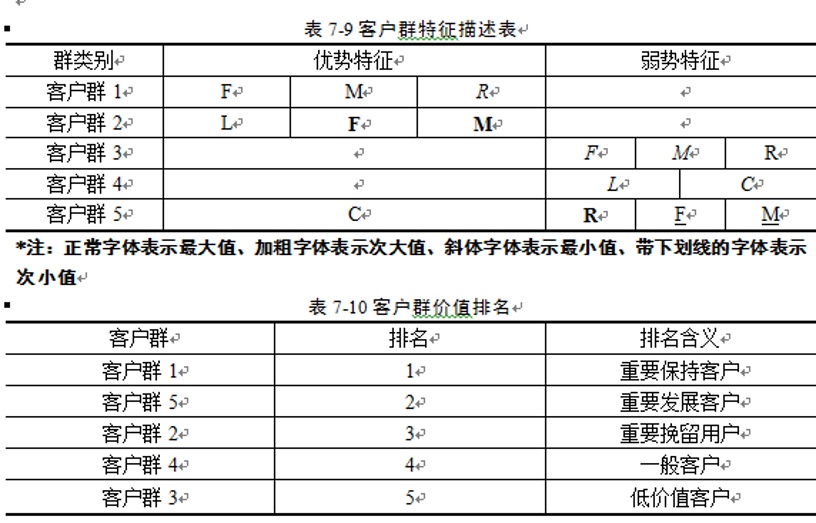 表 7-9 客户群特征描述表
群类别 优势特征 弱势特征
客户群 1 F M R
客户群 2 L F M
客户群 3 F M R
客户群 4 L C
客户群 5 C R F M
*注：正常字体表示最大值、加粗字体表示次大值、斜体字体表示最小值、带下划线的字体表示
次小值
表 7-10 客户群价值排名
客户群 排名 排名含义
客户群 1 1 重要保持客户
客户群 5 2 重要发展客户
客户群 2 3 重要挽留用户
客户群 4 4 一般客户
客户群 3 5 低价值客户